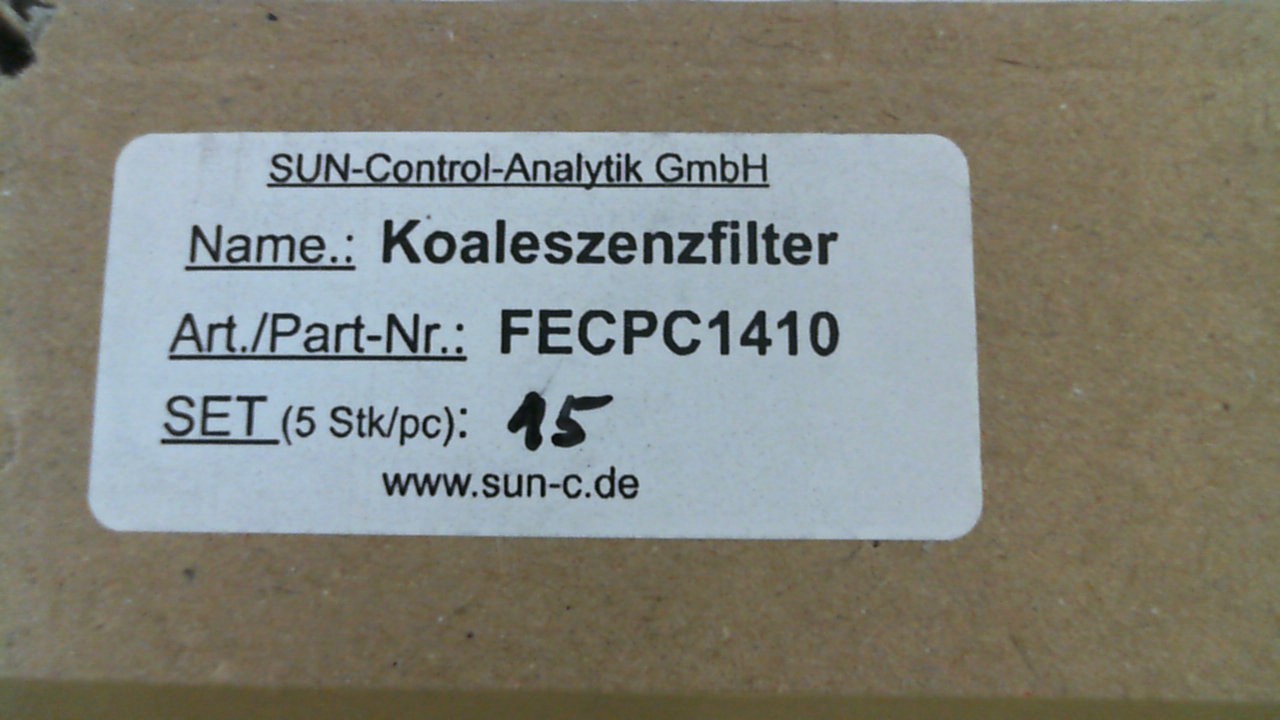 SUN-Control-Analytik GmbH
Name.: Koaleszenzfilter
Art./Part-Nr.: FECPC1410
SET (5 Stk/pc): 15
www.sun-c.de